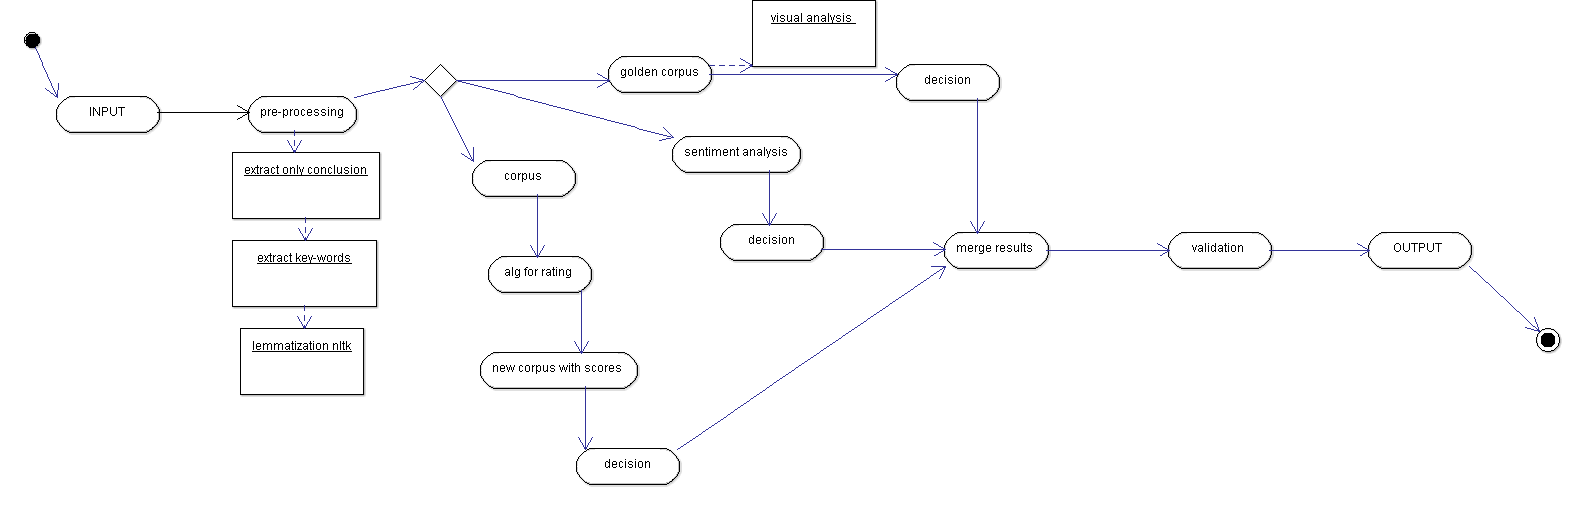 visual analysis
golden corpus
decision
INPUT
pre-processing
sentiment analysis
extract only conclusion
corpus
decision
merge results
validation
OUTPUT
extract key-words
alg for rating
lemmatization nltk
new corpus with scores
decision